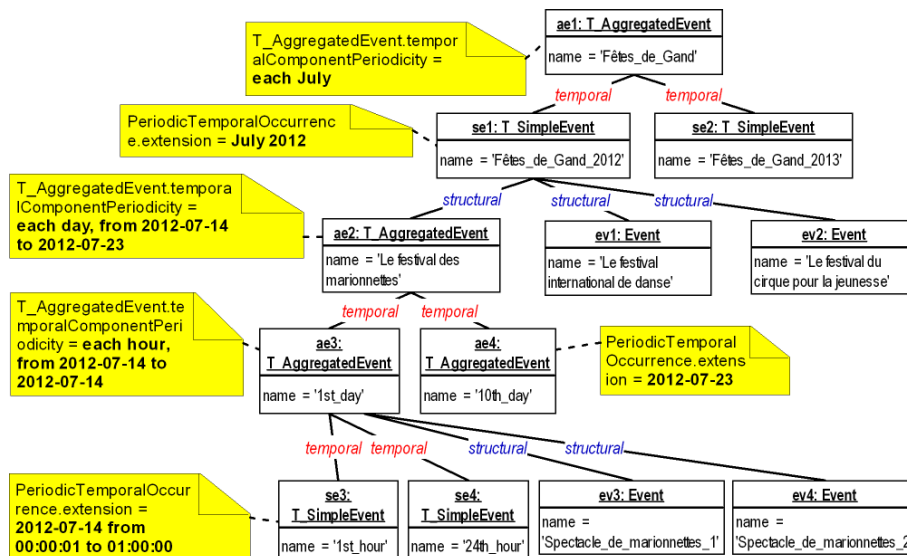 T_AggregatedEvent.tempor
alComponentPeriodicity =
each July
ae1: T_AggregatedEvent
name = 'Fêtes_de_Gand'
temporal
temporal
PeriodicTemporalOccurrenc
e.extension = July 2012
se1: T_SimpleEvent
name = 'Fêtes_de_Gand_2012'
se2: T_SimpleEvent
name = 'Fêtes_de_Gand_2013'
T_AggregatedEvent.tempora
lComponentPeriodicity =
each day, from 2012-07-14
to 2012-07-23
structural
structural
structural
ae2: T_AggregatedEvent
name = 'Le festival des
marionnettes'
ev1: Event
name = 'Le festival
international de danse'
ev2: Event
name = 'Le festival du
cirque pour la jeunesse'
T_AggregatedEvent.te
mporalComponentPeri
odicity = each hour,
from 2012-07-14 to
2012-07-14
temporal
temporal
ae3:
T_AggregatedEvent
name = '1st_day'
ae4:
T_AggregatedEvent
name = '10th_day'
PeriodicTemporal
Occurrence.exten
sion = 2012-07-23
temporal
temporal
structural
structural
PeriodicTemporalOccur
rence.extension =
2012-07-14 from
00:00:01 to 01:00:00
se3:
T_SimpleEvent
name = '1st_hour'
se4:
T_SimpleEvent
name = '24th_hour'
ev3: Event
name =
'Spectacle_de_marionnettes_1'
ev4: Event
name =
'Spectacle_de_marionnettes_2